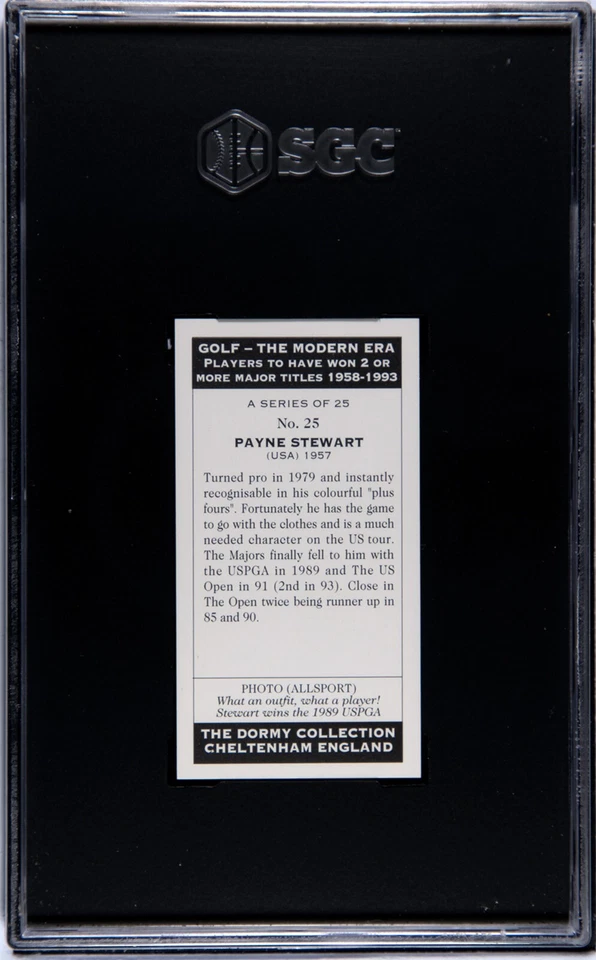 SGC
GOLF – THE MODERN ERA
PLAYERS TO HAVE WON 2 OR
MORE MAJOR TITLES 1958-1993
A SERIES OF 25
No. 25
PAYNE STEWART
(USA) 1957
Turned pro in 1979 and instantly
recognisable in his colourful "plus
fours". Fortunately he has the game
to go with the clothes and is a much
needed character on the US tour.
The Majors finally fell to him with
the USPGA in 1989 and The US
Open in 91 (2nd in 93). Close in
The Open twice being runner up in
85 and 90.
PHOTO (ALLSPORT)
What an outfit, what a player!
Stewart wins the 1989 USPGA
THE DORMY COLLECTION
CHELTENHAM ENGLAND